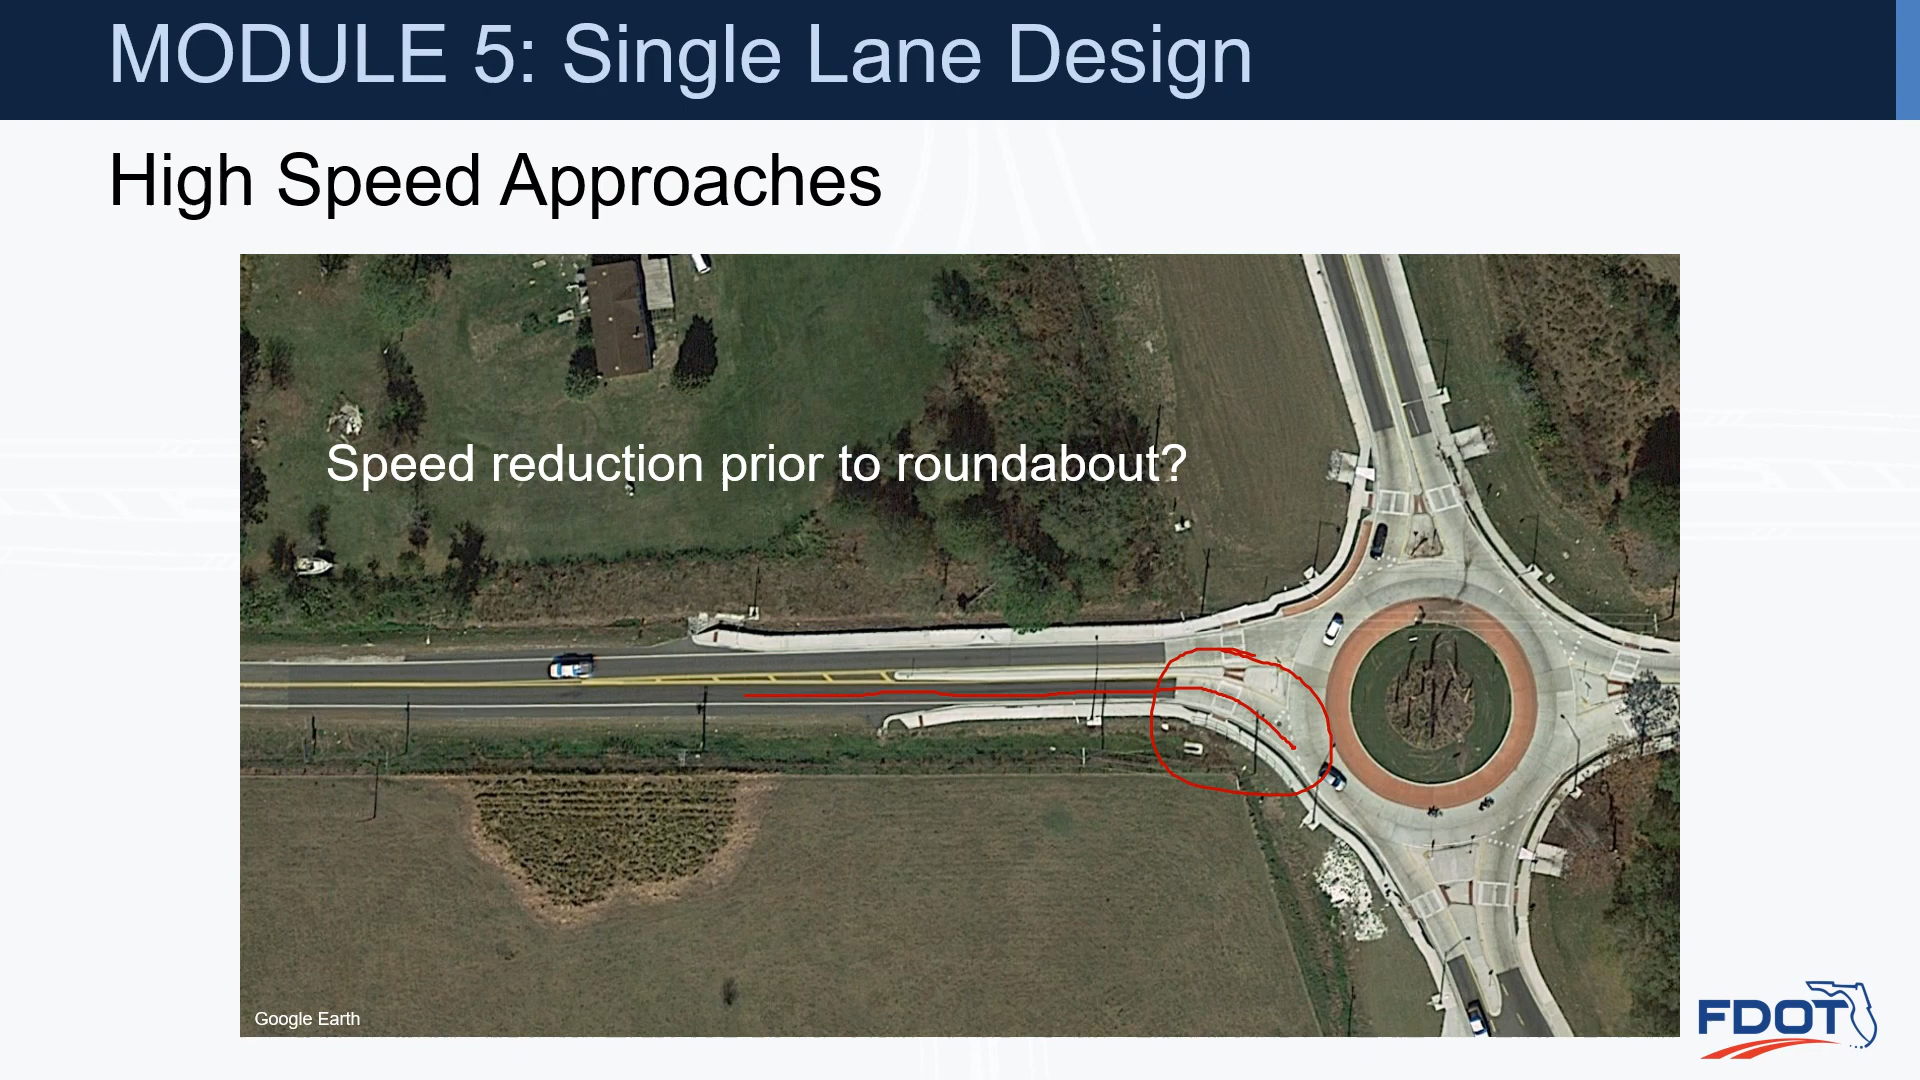 MODULE 5: Single Lane Design
High Speed Approaches
Speed reduction prior to roundabout?
Google Earth
FDOT